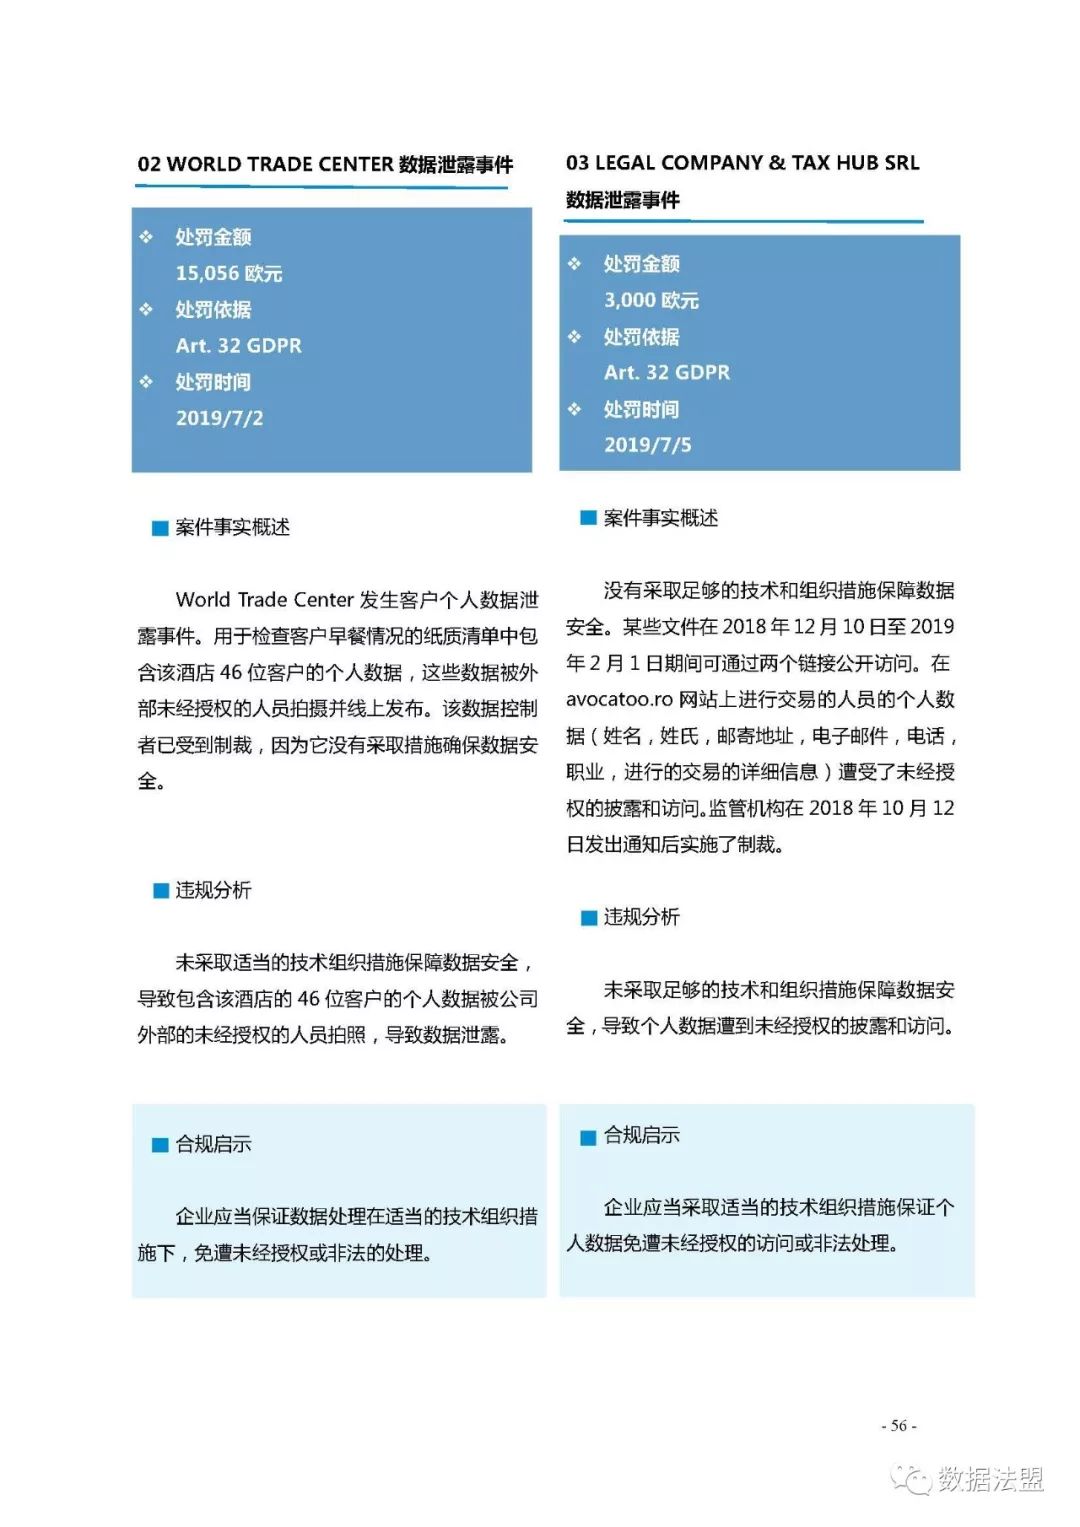 02 WORLD TRADE CENTER 数据泄露事件
❖ 处罚金额
15,056 欧元
❖ 处罚依据
Art. 32 GDPR
❖ 处罚时间
2019/7/2
案件事实概述
World Trade Center 发生客户个人数据泄
露事件。用于检查客户早餐情况的纸质清单中包
含该酒店 46 位客户的个人数据，这些数据被外
部未经授权的人员拍摄并线上发布。该数据控制
者已受到制裁，因为它没有采取措施确保数据安
全。
违规分析
未采取适当的技术组织措施保障数据安全，
导致包含该酒店的 46 位客户的个人数据被公司
外部的未经授权的人员拍照，导致数据泄露。
合规启示
企业应当保证数据处理在适当的技术组织措
施下，免遭未经授权或非法的处理。
03 LEGAL COMPANY & TAX HUB SRL
数据泄露事件
❖ 处罚金额
3,000 欧元
❖ 处罚依据
Art. 32 GDPR
❖ 处罚时间
2019/7/5
案件事实概述
没有采取足够的技术和组织措施保障数据
安全。某些文件在 2018 年 12 月 10 日至 2019
年 2 月 1 日期间可通过两个链接公开访问。在
avocatoo.ro 网站上进行交易的人员的个人数
据（姓名，姓氏，邮寄地址，电子邮件，电话，
职业，进行的交易的详细信息）遭受了未经授
权的披露和访问。监管机构在 2018 年 10 月 12
日发出通知后实施了制裁。
违规分析
未采取足够的技术和组织措施保障数据安
全，导致个人数据遭到未经授权的披露和访问。
合规启示
企业应当采取适当的技术组织措施保证个
人数据免遭未经授权的访问或非法处理。
- 56 -
数据法盟